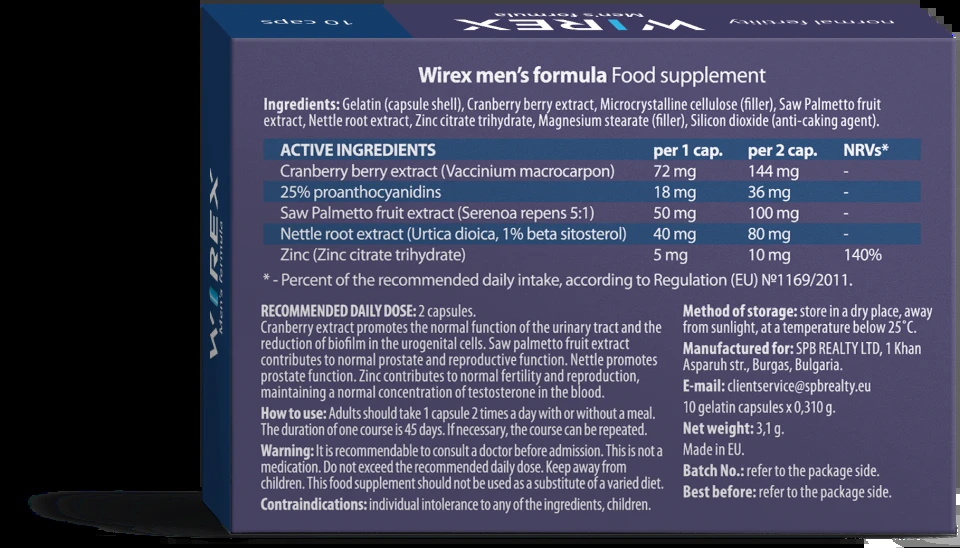 10 caps
WIREX
Men's formula
normal fertility
WIREX
Men's formula
Wirex men's formula Food supplement
Ingredients: Gelatin (capsule shell), Cranberry berry extract, Microcrystalline cellulose (filler), Saw Palmetto fruit
extract, Nettle root extract, Zinc citrate trihydrate, Magnesium stearate (filler), Silicon dioxide (anti-caking agent).
ACTIVE INGREDIENTS per 1 cap. per 2 cap. NRVs*
Cranberry berry extract (Vaccinium macrocarpon) 72 mg 144 mg -
25% proanthocyanidins 18 mg 36 mg -
Saw Palmetto fruit extract (Serenoa repens 5:1) 50 mg 100 mg -
Nettle root extract (Urtica dioica, 1% beta sitosterol) 40 mg 80 mg -
Zinc (Zinc citrate trihydrate) 5 mg 10 mg 140%
* - Percent of the recommended daily intake, according to Regulation (EU) №1169/2011.
RECOMMENDED DAILY DOSE: 2 capsules.
Cranberry extract promotes the normal function of the urinary tract and the
reduction of biofilm in the urogenital cells. Saw palmetto fruit extract
contributes to normal prostate and reproductive function. Nettle promotes
prostate function. Zinc contributes to normal fertility and reproduction,
maintaining a normal concentration of testosterone in the blood.
How to use: Adults should take 1 capsule 2 times a day with or without a meal.
The duration of one course is 45 days. If necessary, the course can be repeated.
Warning: It is recommendable to consult a doctor before admission. This is not a
medication. Do not exceed the recommended daily dose. Keep away from
children. This food supplement should not be used as a substitute of a varied diet.
Contraindications: individual intolerance to any of the ingredients, children.
Method of storage: store in a dry place, away
from sunlight, at a temperature below 25˚C.
Manufactured for: SPB REALTY LTD, 1 Khan
Asparuh str., Burgas, Bulgaria.
E-mail: clientservice@spbrealty.eu
10 gelatin capsules x 0,310 g.
Net weight: 3,1 g.
Made in EU.
Batch No.: refer to the package side.
Best before: refer to the package side.